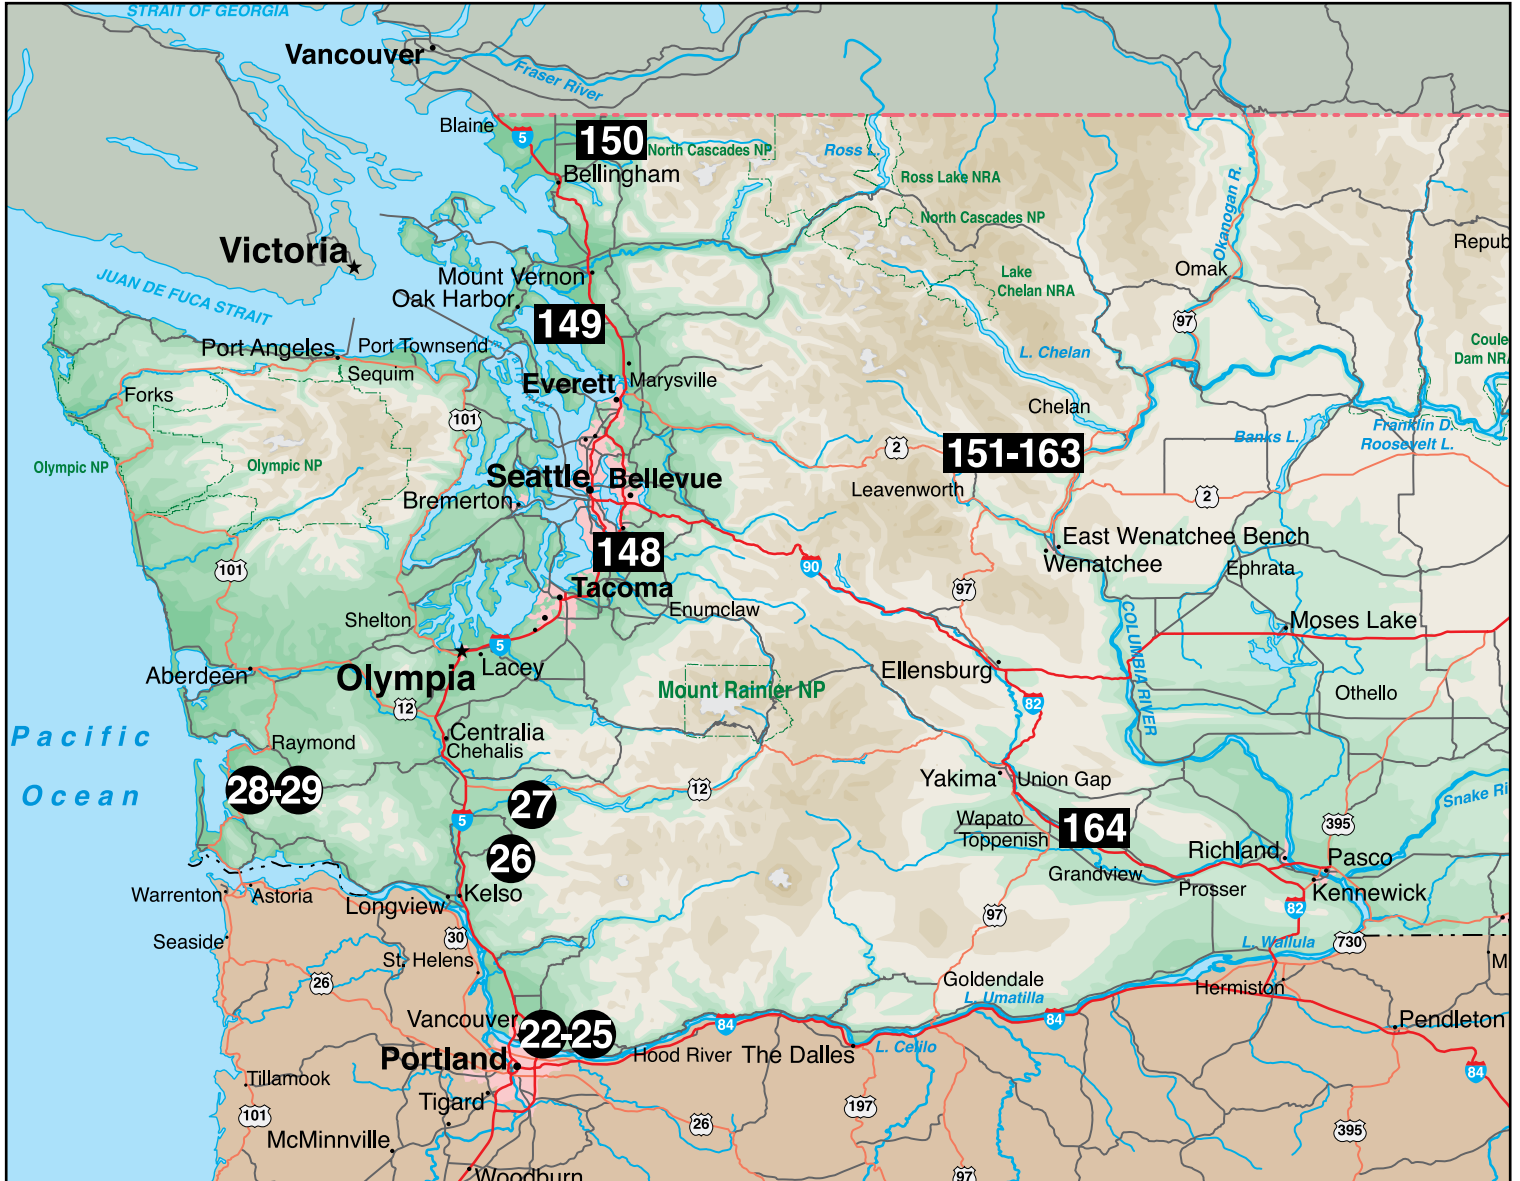 STRAIT OF GEORGIA
Vancouver
Fraser River
Blaine
5
150
North Cascades NP
Ross L.
Bellingham
Ross Lake NRA
Okanogan R.
North Cascades NP
Victoria
Repub
Mount Vernon
Omak
Lake
Chelan NRA
JUAN DE FUCA STRAIT
Oak Harbor
149
97
Port Angeles
Port Townsend
L. Chelan
Coule
Dam NRA
Sequim
Everett
Marysville
Forks
Chelan
101
Franklin D.
Roosevelt L.
Banks L.
2
151-163
Olympic NP
Olympic NP
Seattle
Bellevue
Leavenworth
2
Bremerton
East Wenatchee Bench
148
Wenatchee
101
90
Ephrata
Tacoma
97
Enumclaw
COLUMBIA RIVER
Shelton
Moses Lake
5
Lacey
Aberdeen
Olympia
Ellensburg
Mount Rainier NP
Othello
12
82
Pacific
Ocean
Centralia
Chehalis
Raymond
Yakima
Union Gap
28-29
12
27
Snake Ri
5
Wapato
164
395
Toppenish
26
Richland
Pasco
Grandview
Prosser
Kennewick
Warrenton
Astoria
Longview
Kelso
97
82
Seaside
30
L. Wallula
730
St. Helens
M
26
Goldendale
Hermiston
L. Umatilla
Vancouver
22-25
84
84
Pendleton
Portland
Hood River
The Dalles
L. Celilo
84
Tillamook
Tigard
101
26
197
395
McMinnville
Woodburn
97